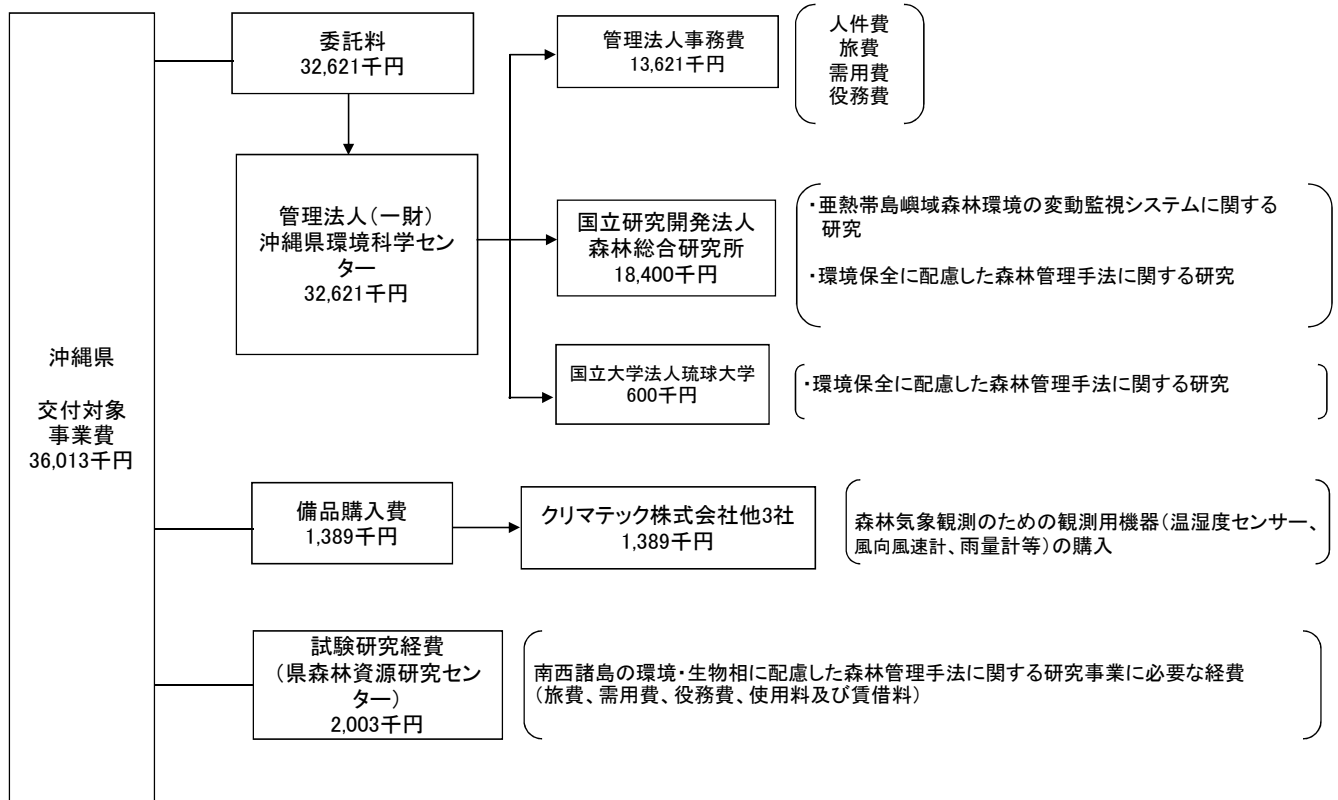 沖縄県
交付対象
事業費
36,013千円
委託料
32,621千円
管理法人(一財)
沖縄県環境科学セン
ター
32,621千円
管理法人事務費
13,621千円
人件費
旅費
需用費
役務費
国立研究開発法人
森林総合研究所
18,400千円
・亜熱帯島嶼域森林環境の変動監視システムに関する
研究
・環境保全に配慮した森林管理手法に関する研究
国立大学法人琉球大学
600千円
・環境保全に配慮した森林管理手法に関する研究
備品購入費
1,389千円
クリマテック株式会社他3社
1,389千円
森林気象観測のための観測用機器(温湿度センサー、
風向風速計、雨量計等)の購入
試験研究経費
(県森林資源研究セン
ター)
2,003千円
南西諸島の環境・生物相に配慮した森林管理手法に関する研究事業に必要な経費
(旅費、需用費、役務費、使用料及び賃借料)